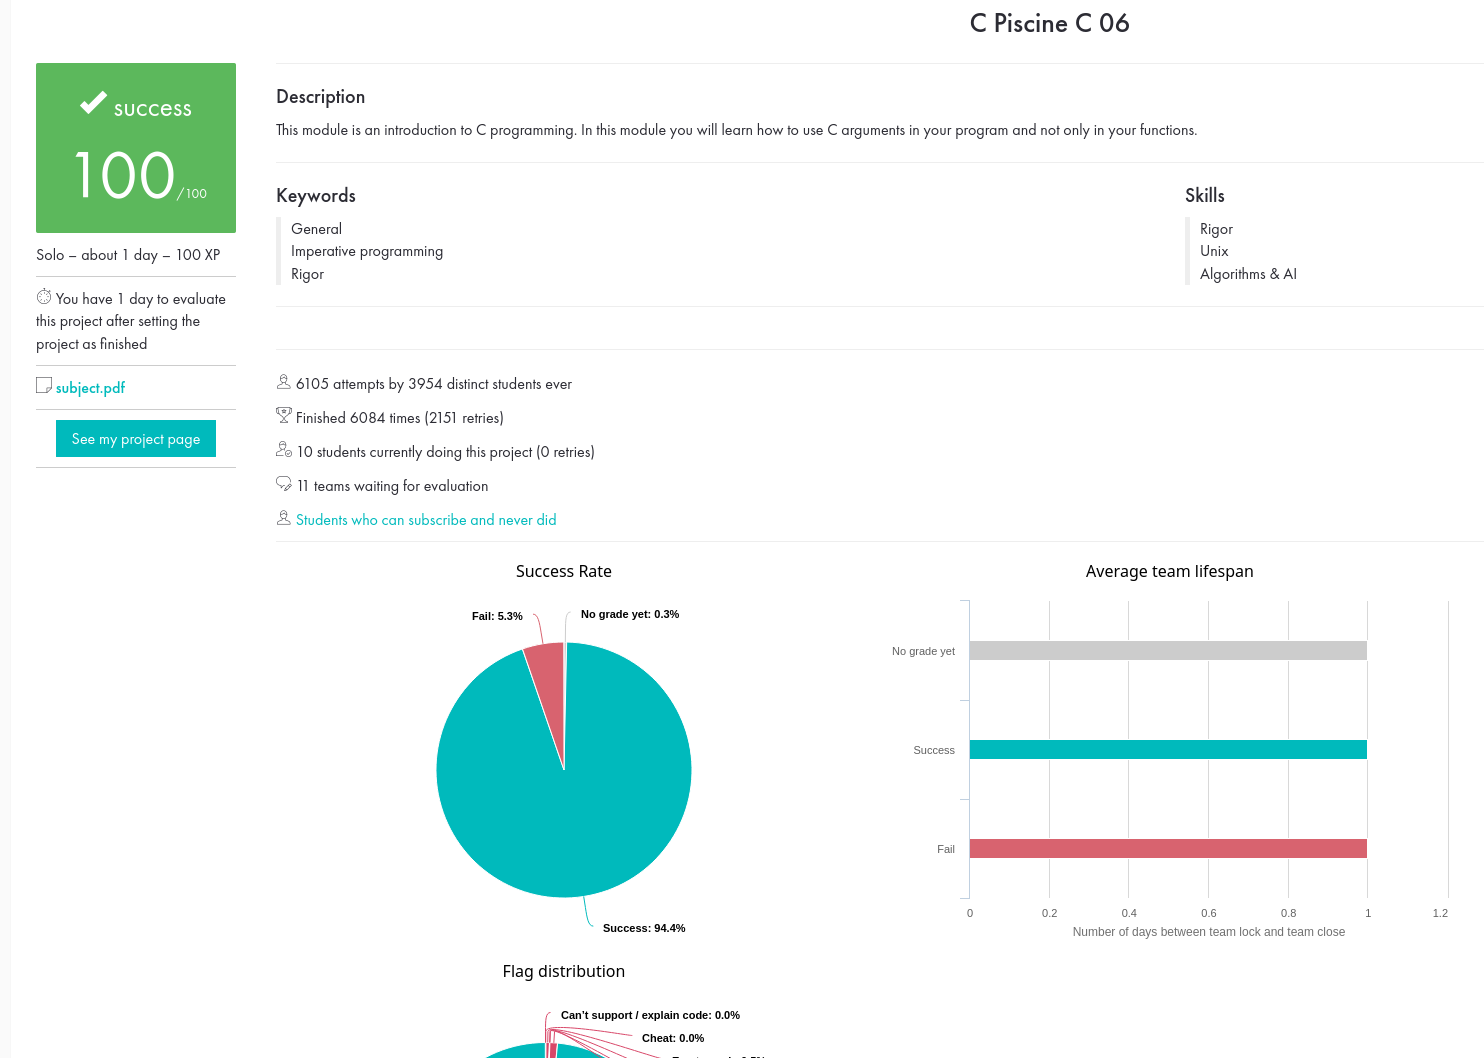 C Piscine C 06
success
100/100
Solo – about 1 day – 100 XP
You have 1 day to evaluate
this project after setting the
project as finished
subject.pdf
See my project page
Description
This module is an introduction to C programming. In this module you will learn how to use C arguments in your program and not only in your functions.
Keywords
General
Imperative programming
Rigor
Skills
Rigor
Unix
Algorithms & AI
6105 attempts by 3954 distinct students ever
Finished 6084 times (2151 retries)
10 students currently doing this project (0 retries)
11 teams waiting for evaluation
Students who can subscribe and never did
Success Rate
Fail: 5.3%
No grade yet: 0.3%
Success: 94.4%
Average team lifespan
No grade yet
Success
Fail
0 0.2 0.4 0.6 0.8 1 1.2
Number of days between team lock and team close
Flag distribution
Can't support / explain code: 0.0%
Cheat: 0.0%